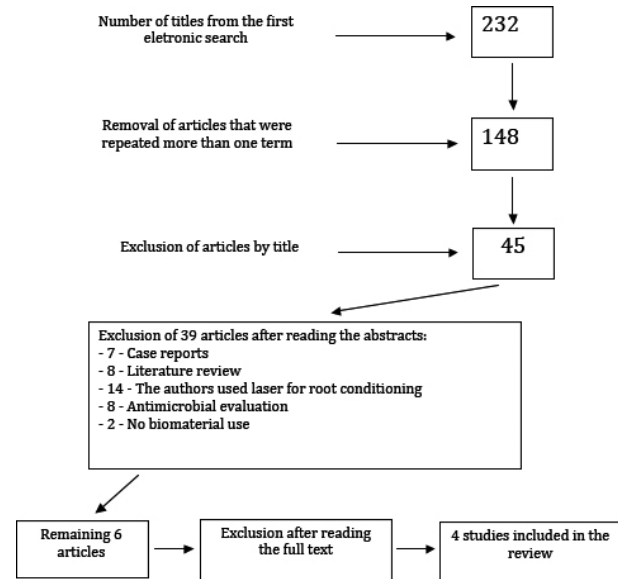 Number of titles from the first
eletronic search
232
Removal of articles that were
repeated more than one term
148
Exclusion of articles by title
45
Exclusion of 39 articles after reading the abstracts:
- 7 - Case reports
- 8 - Literature review
- 14 - The authors used laser for root conditioning
- 8 - Antimicrobial evaluation
- 2 - No biomaterial use
Remaining 6
articles
Exclusion after reading
the full text
4 studies included in the
review